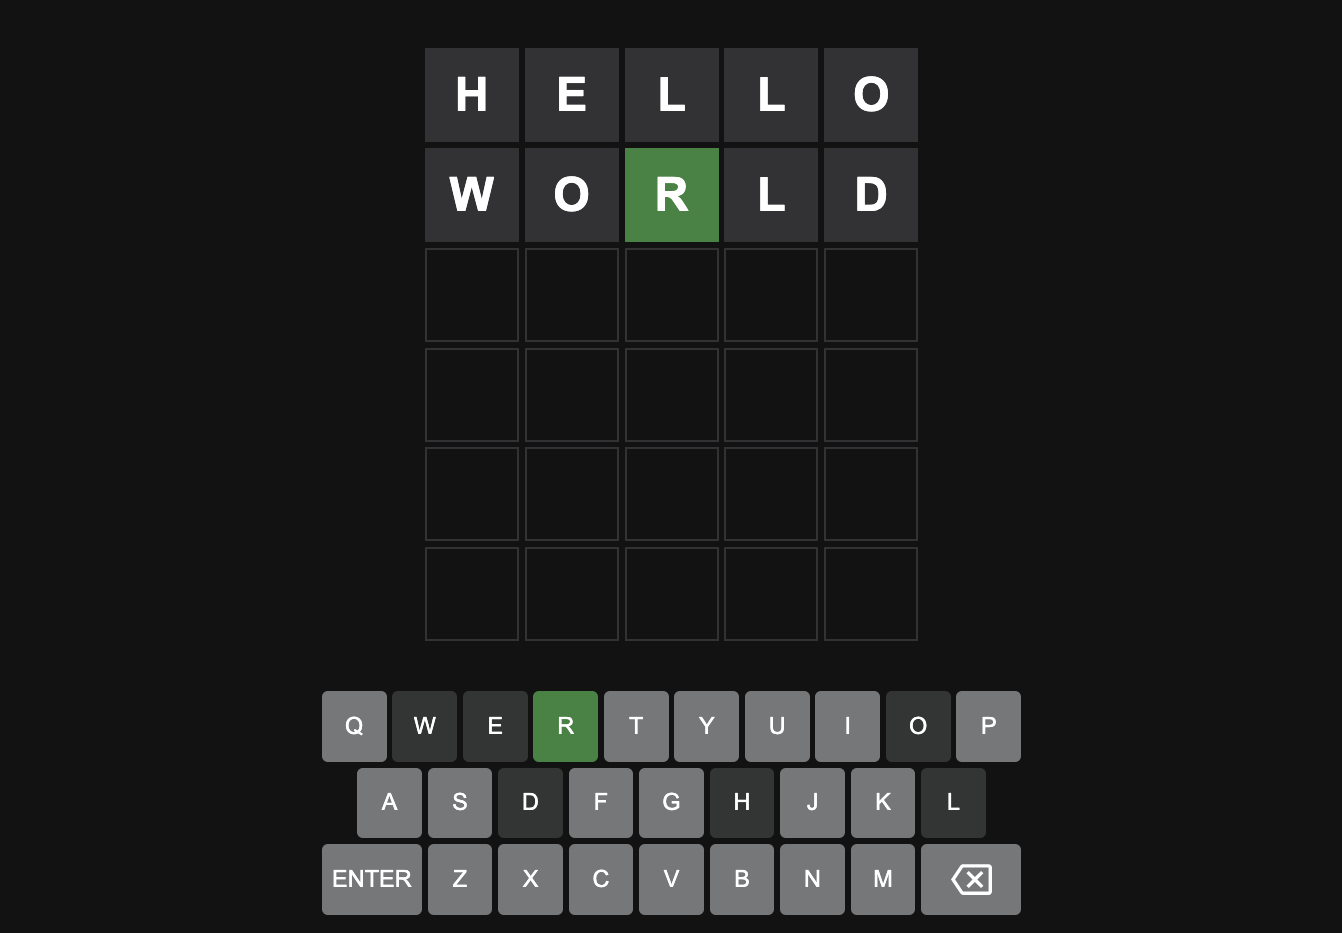 H E L L O
W O R L D
Q W E R T Y U I O P
A S D F G H J K L
ENTER Z X C V B N M